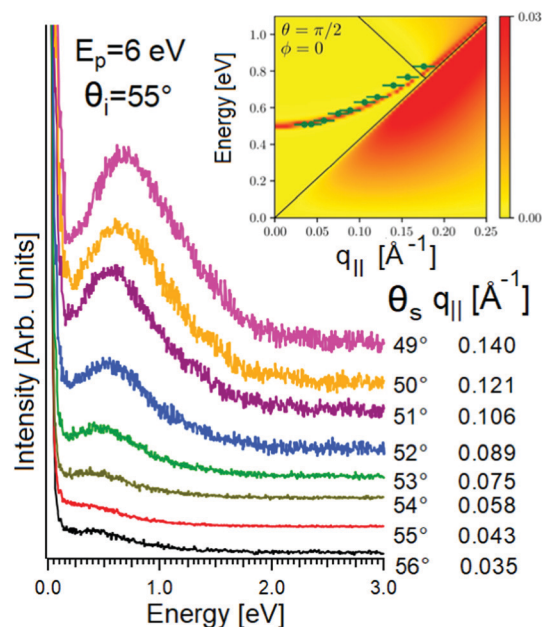 E_p=6 eV
θ_i=55°
θ = π/2
φ = 0
Energy [eV]
1.0
0.8
0.6
0.4
0.2
0.0
0.00 0.05 0.10 0.15 0.20 0.25
q_|| [Å⁻¹]
0.03
0.00
θ_s q_|| [Å⁻¹]
49° 0.140
50° 0.121
51° 0.106
52° 0.089
53° 0.075
54° 0.058
55° 0.043
56° 0.035
Intensity [Arb. Units]
0.0 1.0 2.0 3.0
Energy [eV]